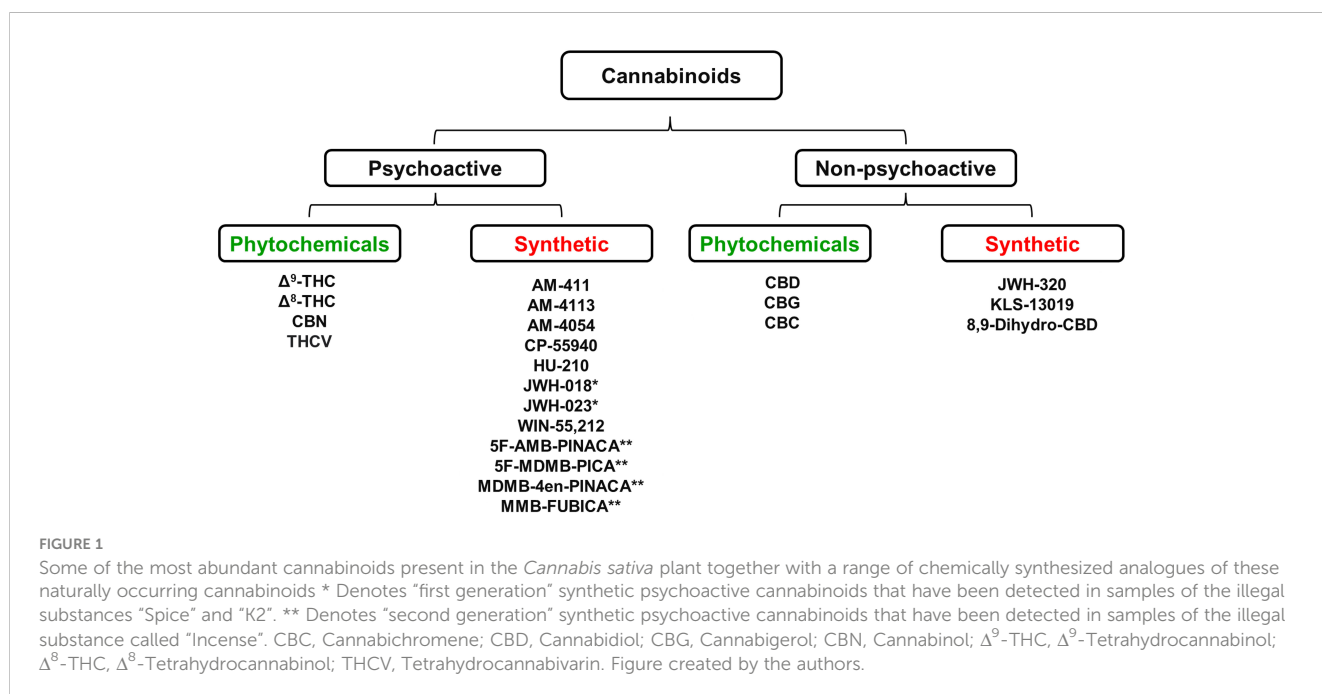 Cannabinoids
Psychoactive
Non-psychoactive
Phytochemicals
Δ⁹-THC
Δ⁸-THC
CBN
THCV
Synthetic
AM-411
AM-4113
AM-4054
CP-55940
HU-210
JWH-018*
JWH-023*
WIN-55,212
5F-AMB-PINACA**
5F-MDMB-PICA**
MDMB-4en-PINACA**
MMB-FUBICA**
Phytochemicals
CBD
CBG
CBC
Synthetic
JWH-320
KLS-13019
8,9-Dihydro-CBD
FIGURE 1
Some of the most abundant cannabinoids present in the Cannabis sativa plant together with a range of chemically synthesized analogues of these
naturally occurring cannabinoids * Denotes “first generation” synthetic psychoactive cannabinoids that have been detected in samples of the illegal
substances “Spice” and “K2”. ** Denotes “second generation” synthetic psychoactive cannabinoids that have been detected in samples of the illegal
substance called “Incense”. CBC, Cannabichromene; CBD, Cannabidiol; CBG, Cannabigerol; CBN, Cannabinol; Δ⁹-THC, Δ⁹-Tetrahydrocannabinol;
Δ⁸-THC, Δ⁸-Tetrahydrocannabinol; THCV, Tetrahydrocannabivarin. Figure created by the authors.